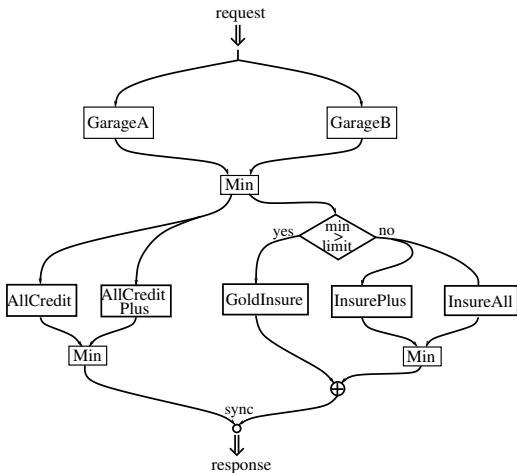 request
GarageA
GarageB
Min
yes
min
>
limit
no
AllCredit
AllCredit
Plus
GoldInsure
InsurePlus
InsureAll
Min
Min
sync
response